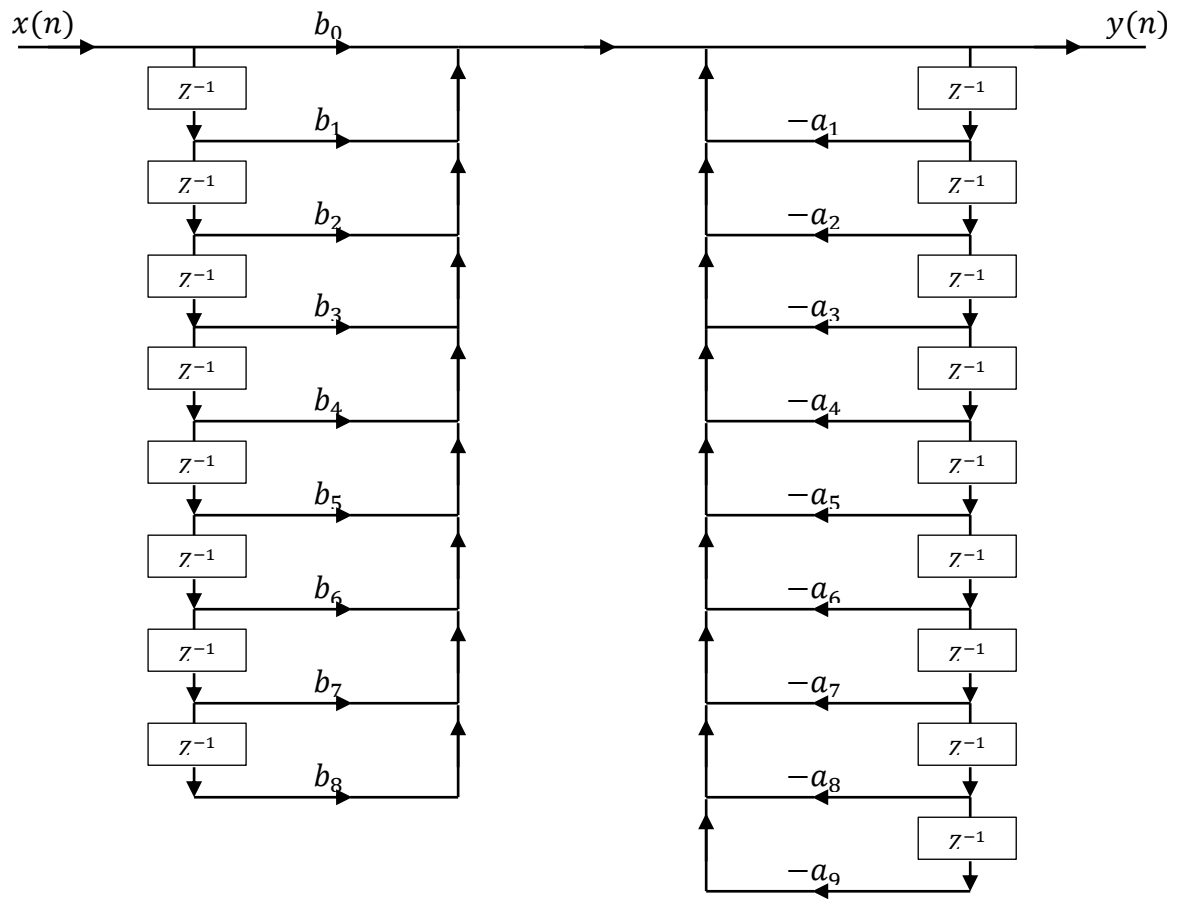 x(n) b₀ y(n)
Z⁻¹ Z⁻¹
b₁ −a₁
Z⁻¹ Z⁻¹
b₂ −a₂
Z⁻¹ Z⁻¹
b₃ −a₃
Z⁻¹ Z⁻¹
b₄ −a₄
Z⁻¹ Z⁻¹
b₅ −a₅
Z⁻¹ Z⁻¹
b₆ −a₆
Z⁻¹ Z⁻¹
b₇ −a₇
Z⁻¹ Z⁻¹
b₈ −a₈
Z⁻¹
−a₉